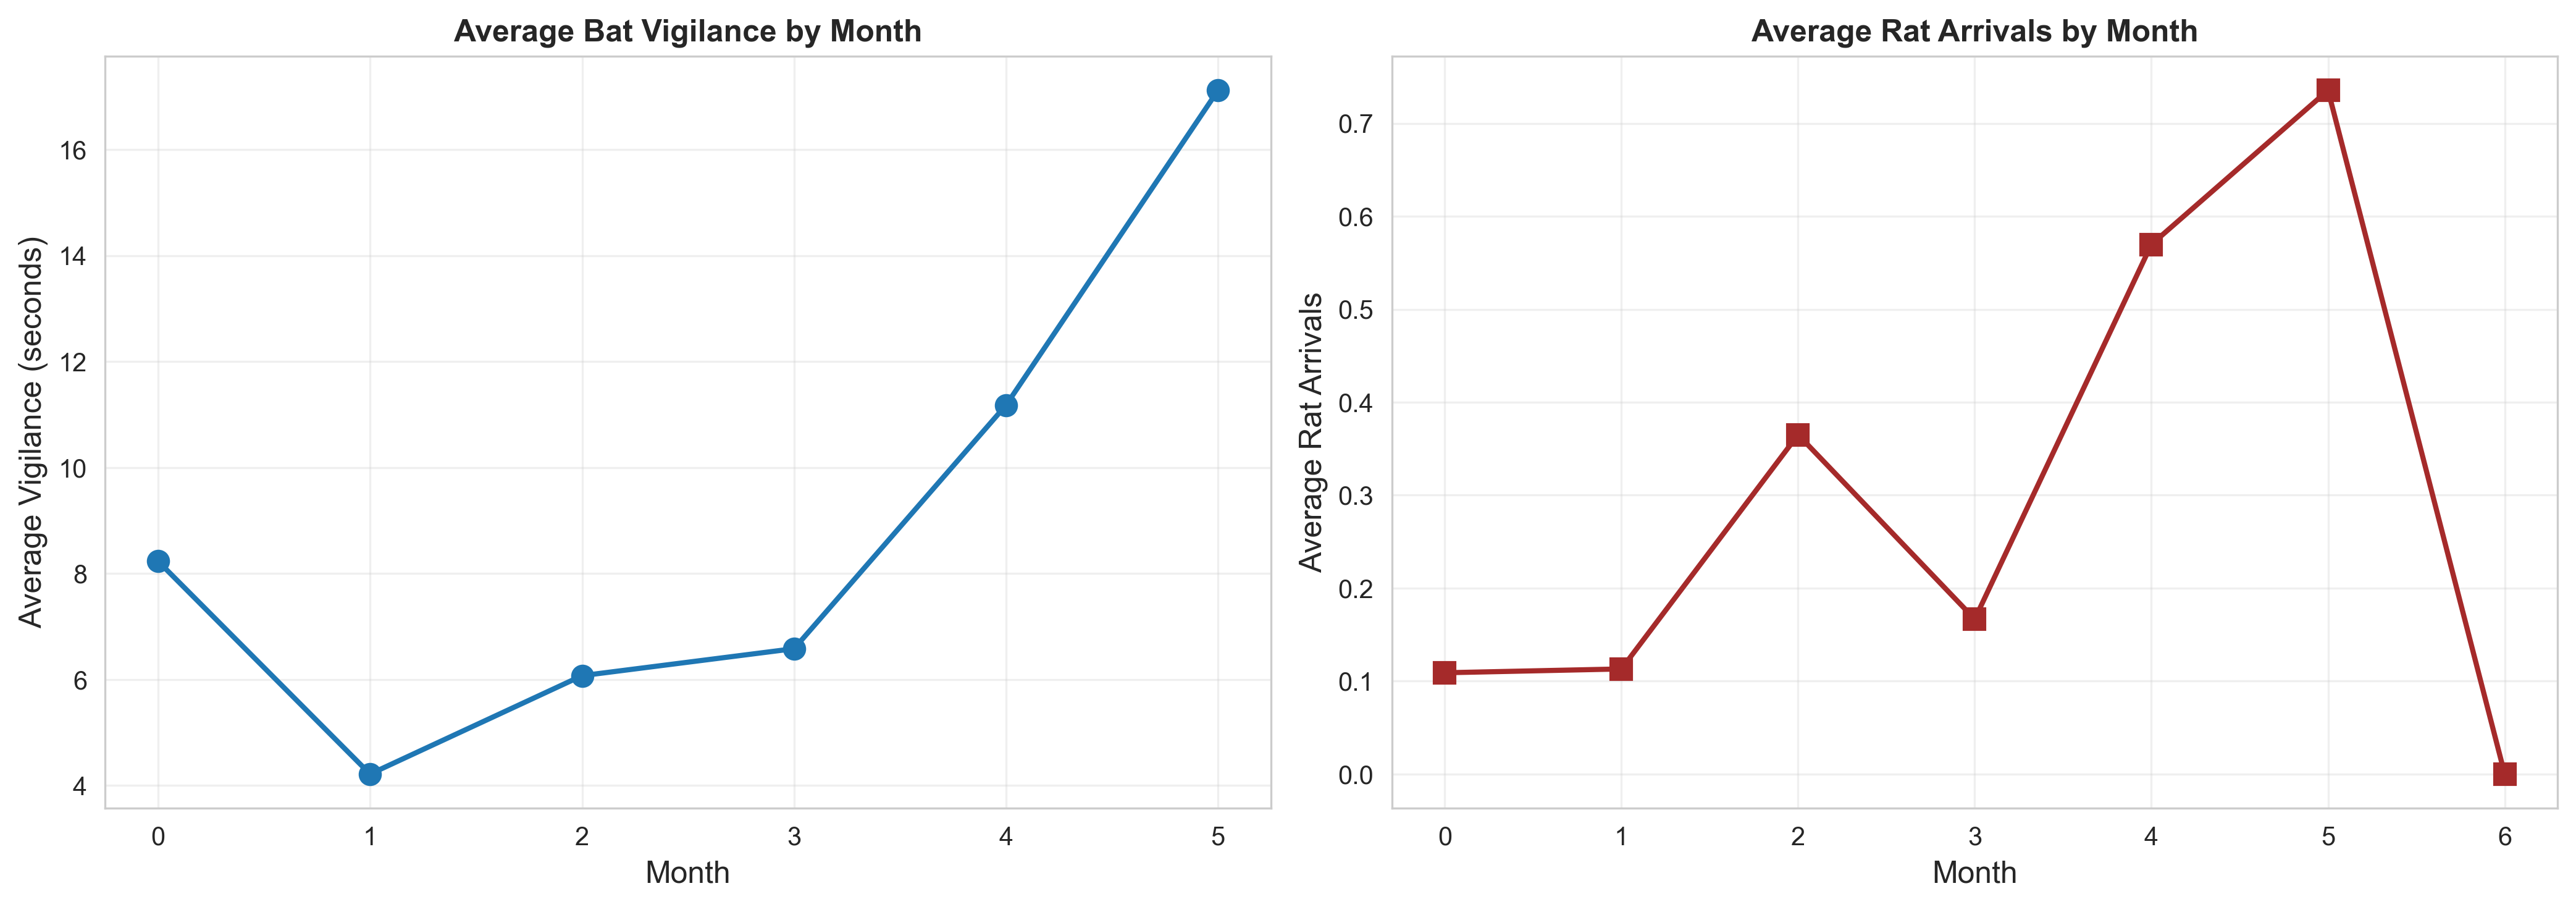 Average Bat Vigilance by Month
Average Vigilance (seconds)
16
14
12
10
8
6
4
0 1 2 3 4 5
Month
Average Rat Arrivals by Month
Average Rat Arrivals
0.7
0.6
0.5
0.4
0.3
0.2
0.1
0.0
0 1 2 3 4 5 6
Month